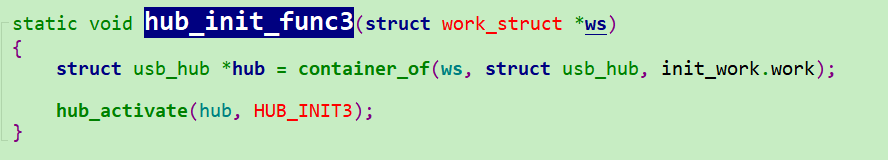 static void hub_init_func3(struct work_struct *ws)
{
    struct usb_hub *hub = container_of(ws, struct usb_hub, init_work.work);

    hub_activate(hub, HUB_INIT3);
}